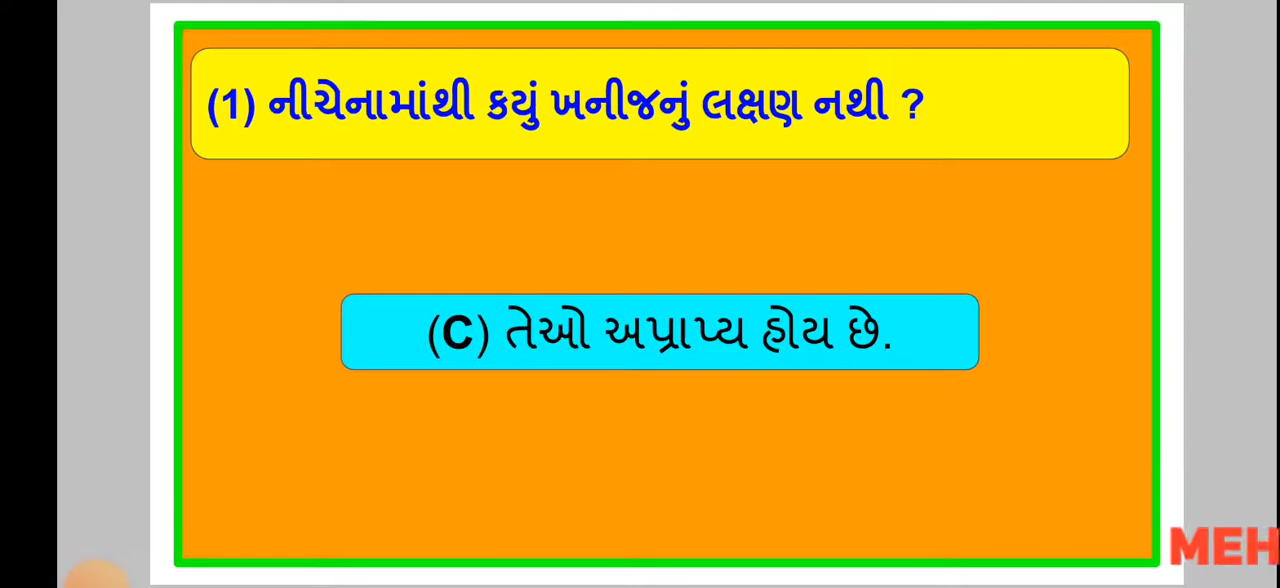 (1) નીચેનામાંથી કયું ખનીજનું લક્ષણ નથી ?
(C) તેઓ અપ્રાપ્ય હોય છે.
MEH